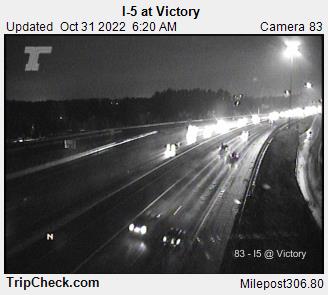 I-5 at Victory
Updated Oct 31 2022 6:20 AM Camera 83
T
N
83 - I5 @ Victory
TripCheck.com Milepost306.80